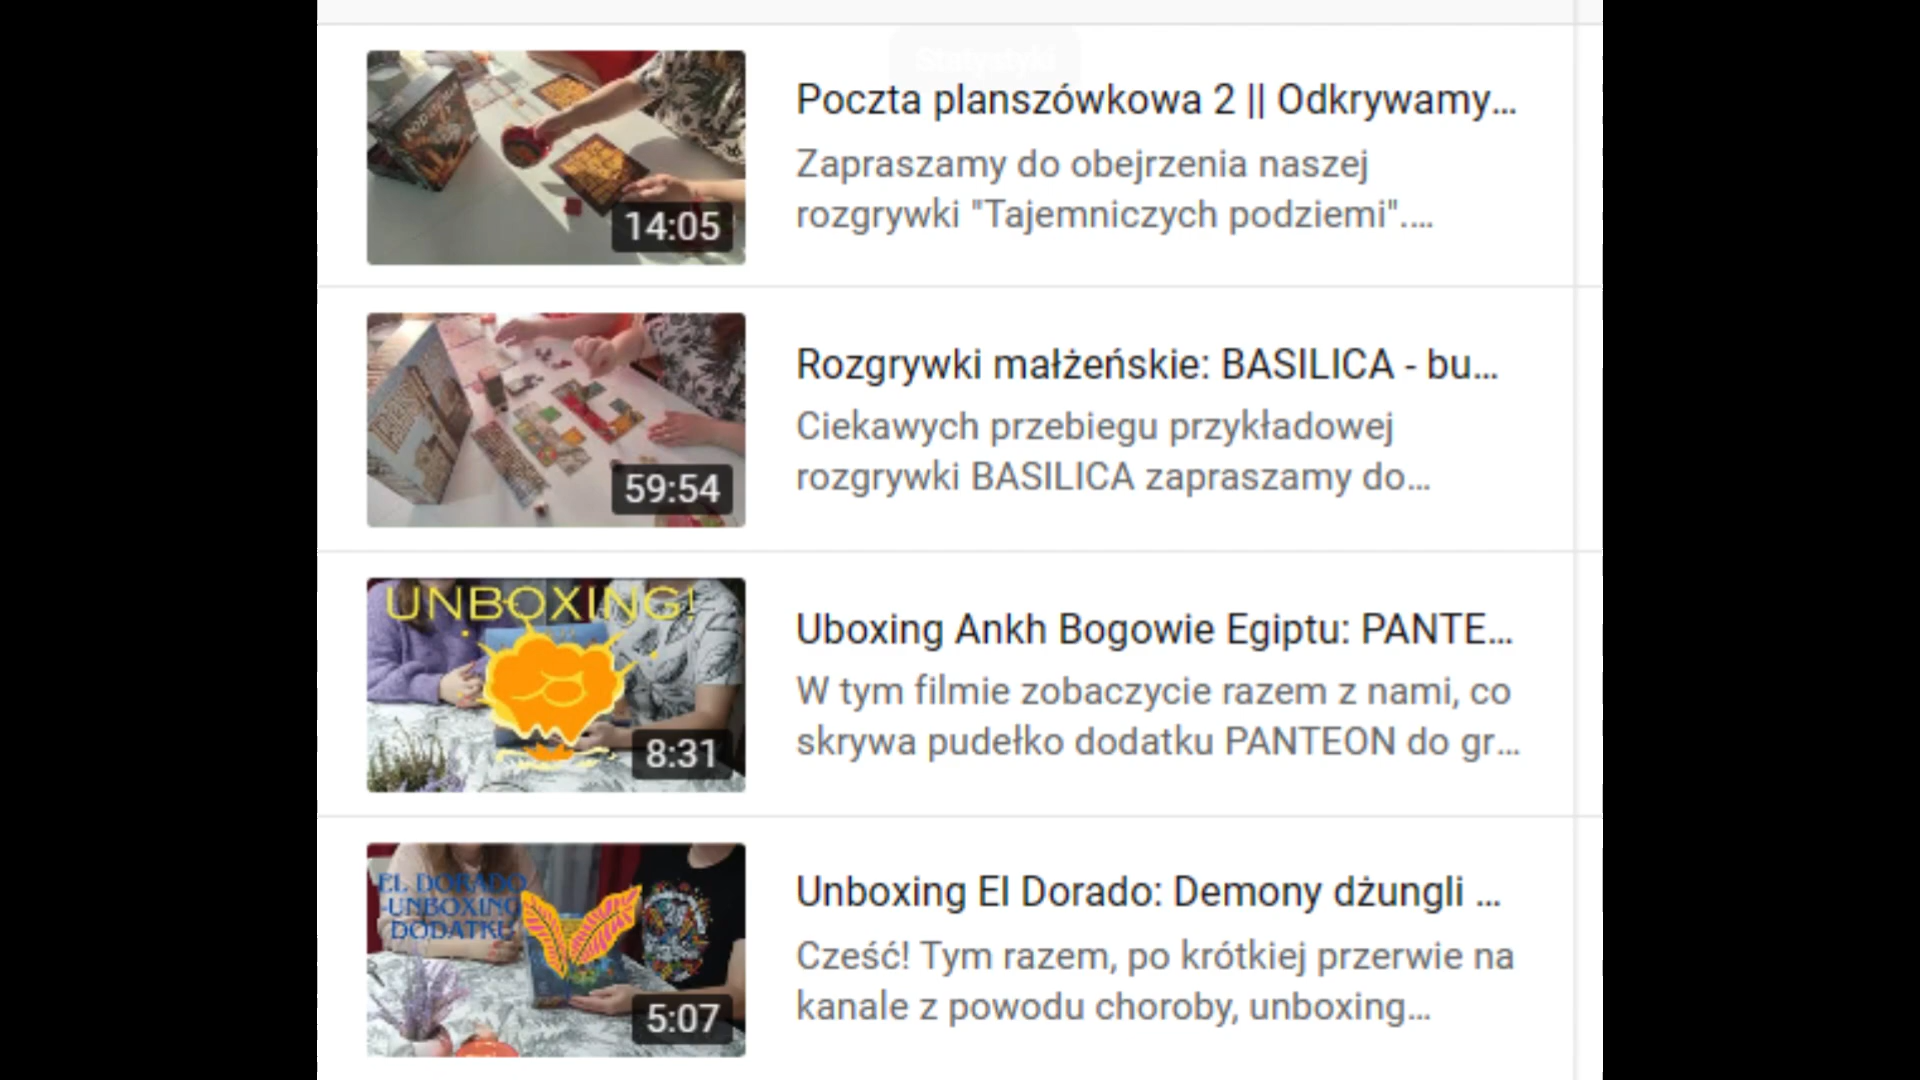 Statystyki
Poczta planszówkowa 2 || Odkrywamy...
Zapraszamy do obejrzenia naszej
rozgrywki "Tajemniczych podziemi"....
14:05
Rozgrywki małżeńskie: BASILICA - bu...
Ciekawych przebiegu przykładowej
rozgrywki BASILICA zapraszamy do...
59:54
UNBOXING!
Uboxing Ankh Bogowie Egiptu: PANTE...
W tym filmie zobaczycie razem z nami, co
skrywa pudełko dodatku PANTEON do gr...
8:31
EL DORADO
UNBOXING
DODATKU
Unboxing El Dorado: Demony dżungli ...
Cześć! Tym razem, po krótkiej przerwie na
kanale z powodu choroby, unboxing...
5:07